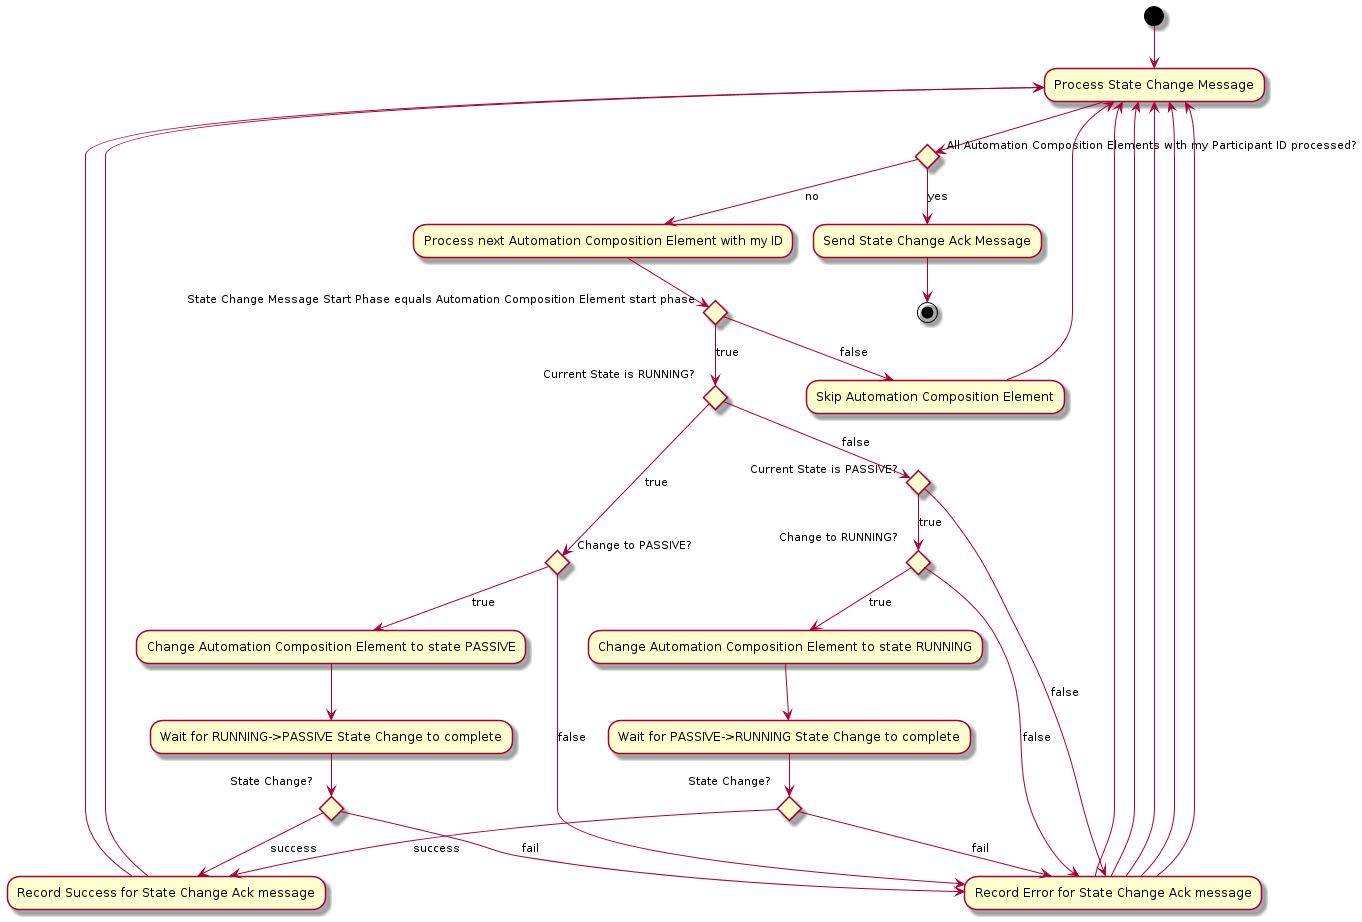 Process State Change Message
All Automation Composition Elements with my Participant ID processed?
no
yes
Process next Automation Composition Element with my ID
Send State Change Ack Message
State Change Message Start Phase equals Automation Composition Element start phase
true
false
Current State is RUNNING?
Skip Automation Composition Element
false
Current State is PASSIVE?
true
true
Change to RUNNING?
Change to PASSIVE?
true
true
Change Automation Composition Element to state PASSIVE
Change Automation Composition Element to state RUNNING
false
Wait for RUNNING->PASSIVE State Change to complete
false
Wait for PASSIVE->RUNNING State Change to complete
false
State Change?
State Change?
success
success
fail
fail
Record Success for State Change Ack message
Record Error for State Change Ack message